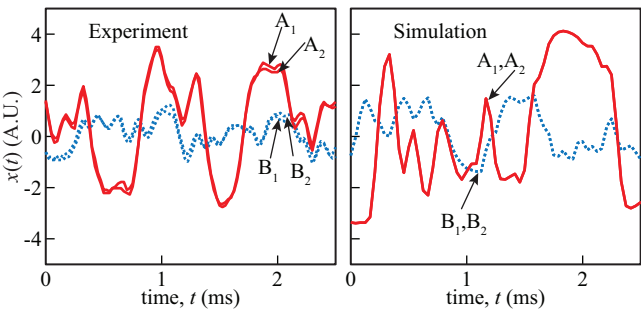 Experiment
Simulation
A₁
A₂
B₁
B₂
A₁,A₂
B₁,B₂
x(t) (A.U.)
4
2
0
-2
-4
0
1
2
0
1
2
time, t (ms)
time, t (ms)